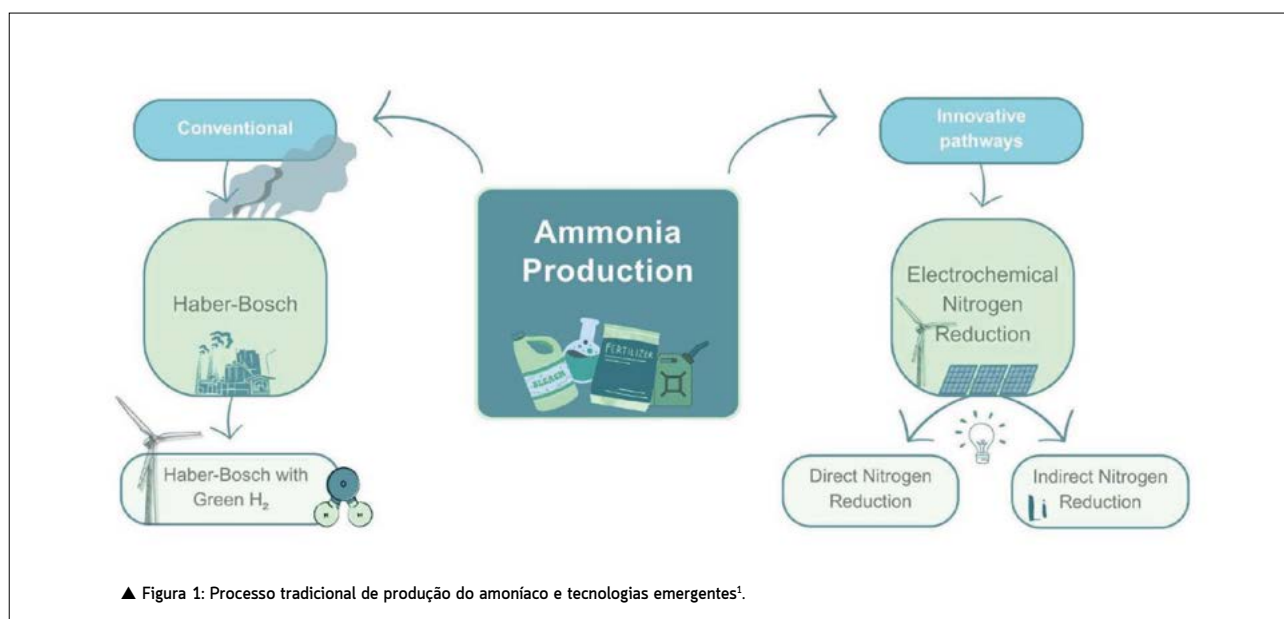 Conventional
Haber-Bosch
Haber-Bosch with
Green H₂
O
H H
Ammonia
Production
BLEACH
FERTILIZER
Innovative
pathways
Electrochemical
Nitrogen
Reduction
Direct Nitrogen
Reduction
Indirect Nitrogen
Reduction
Li
▲ Figura 1: Processo tradicional de produção do amoníaco e tecnologias emergentes¹.